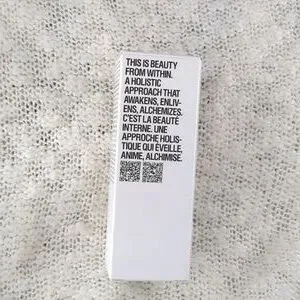 THIS IS BEAUTY
FROM WITHIN.
A HOLISTIC
APPROACH THAT
AWAKENS, ENLIV-
ENS, ALCHEMIZES.
C'EST LA BEAUTÉ
INTERNE. UNE
APPROCHE HOLIS-
TIQUE QUI ÉVEILLE,
ANIME, ALCHIMISE.